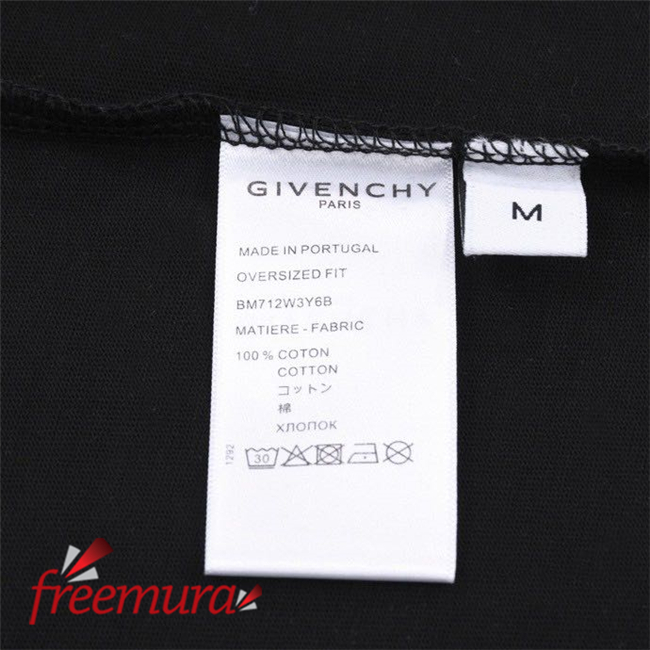 GIVENCHY
PARIS
M
MADE IN PORTUGAL
OVERSIZED FIT
BM712W3Y6B
MATIERE - FABRIC
100 % COTON
COTTON
コットン
棉
ХЛОПОК
1292
30
freemura